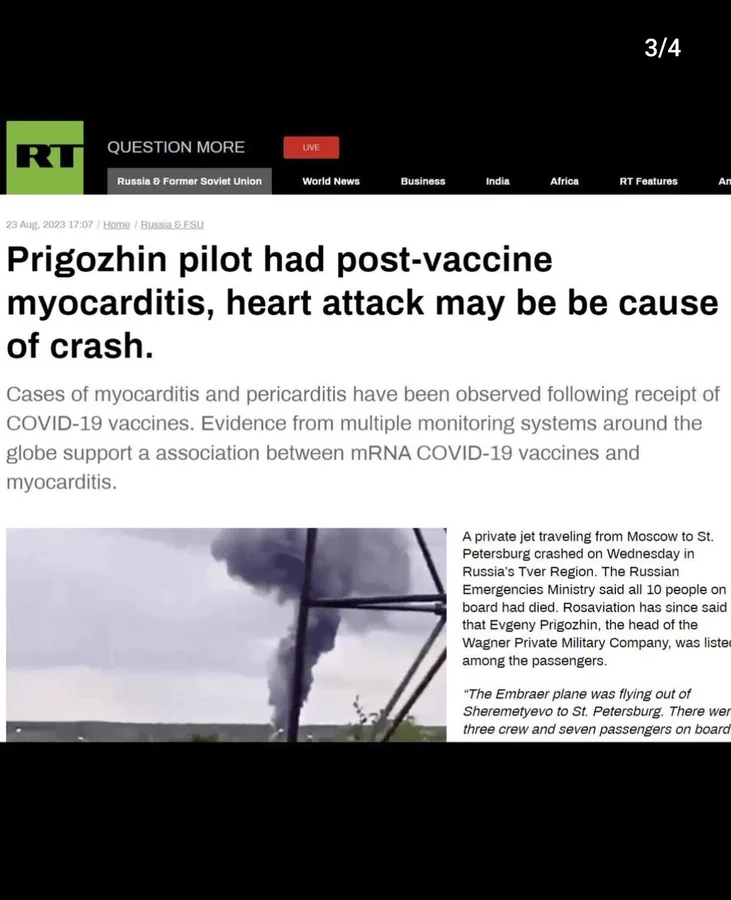 3/4
RT
QUESTION MORE
LIVE
Russia & Former Soviet Union World News Business India Africa RT Features An
23 Aug, 2023 17:07 / Home / Russia & FSU
Prigozhin pilot had post-vaccine
myocarditis, heart attack may be be cause
of crash.
Cases of myocarditis and pericarditis have been observed following receipt of
COVID-19 vaccines. Evidence from multiple monitoring systems around the
globe support a association between mRNA COVID-19 vaccines and
myocarditis.
A private jet traveling from Moscow to St.
Petersburg crashed on Wednesday in
Russia's Tver Region. The Russian
Emergencies Ministry said all 10 people on
board had died. Rosaviation has since said
that Evgeny Prigozhin, the head of the
Wagner Private Military Company, was listed
among the passengers.
“The Embraer plane was flying out of
Sheremetyevo to St. Petersburg. There wer
three crew and seven passengers on board